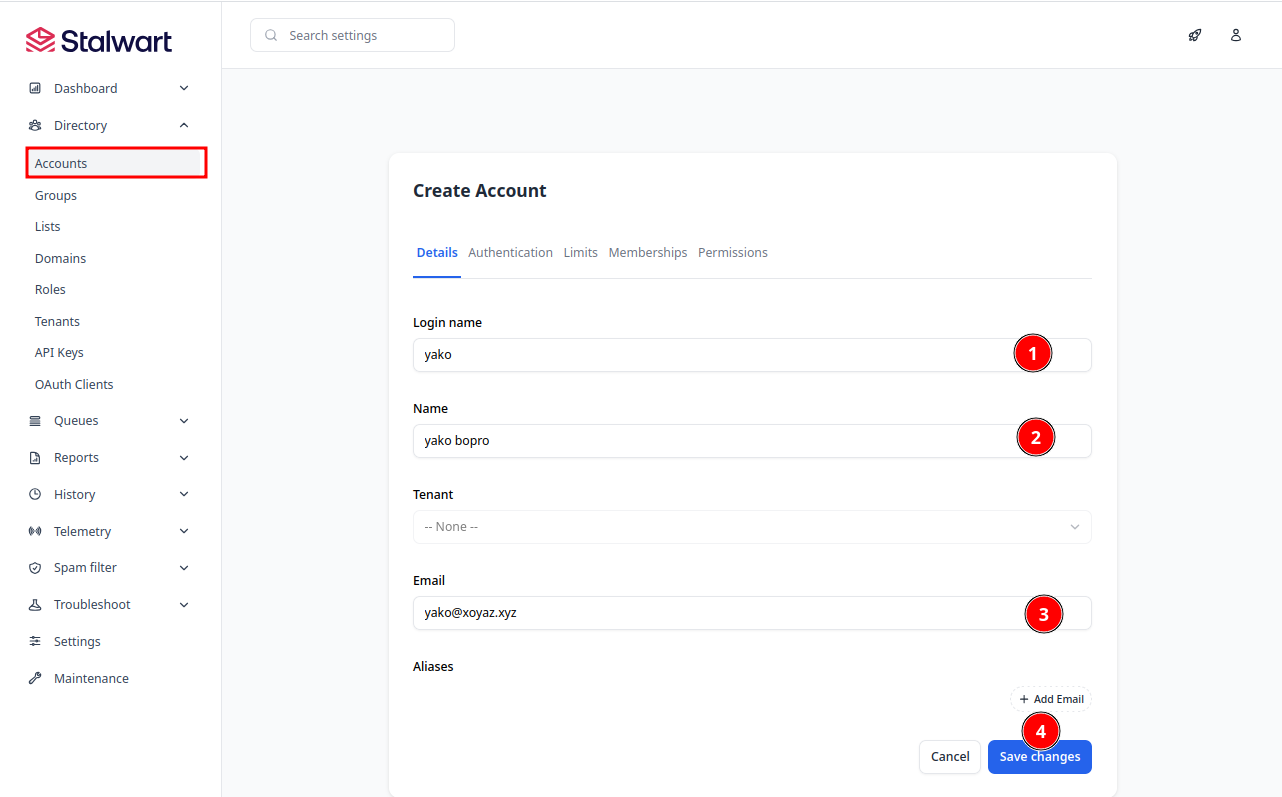 Stalwart
Search settings
Dashboard
Directory
Accounts
Groups
Lists
Domains
Roles
Tenants
API Keys
OAuth Clients
Queues
Reports
History
Telemetry
Spam filter
Troubleshoot
Settings
Maintenance
Create Account
Details Authentication Limits Memberships Permissions
Login name
yako 1
Name
yako bopro 2
Tenant
-- None --
Email
yako@xoyaz.xyz 3
Aliases
+ Add Email
4
Cancel Save changes